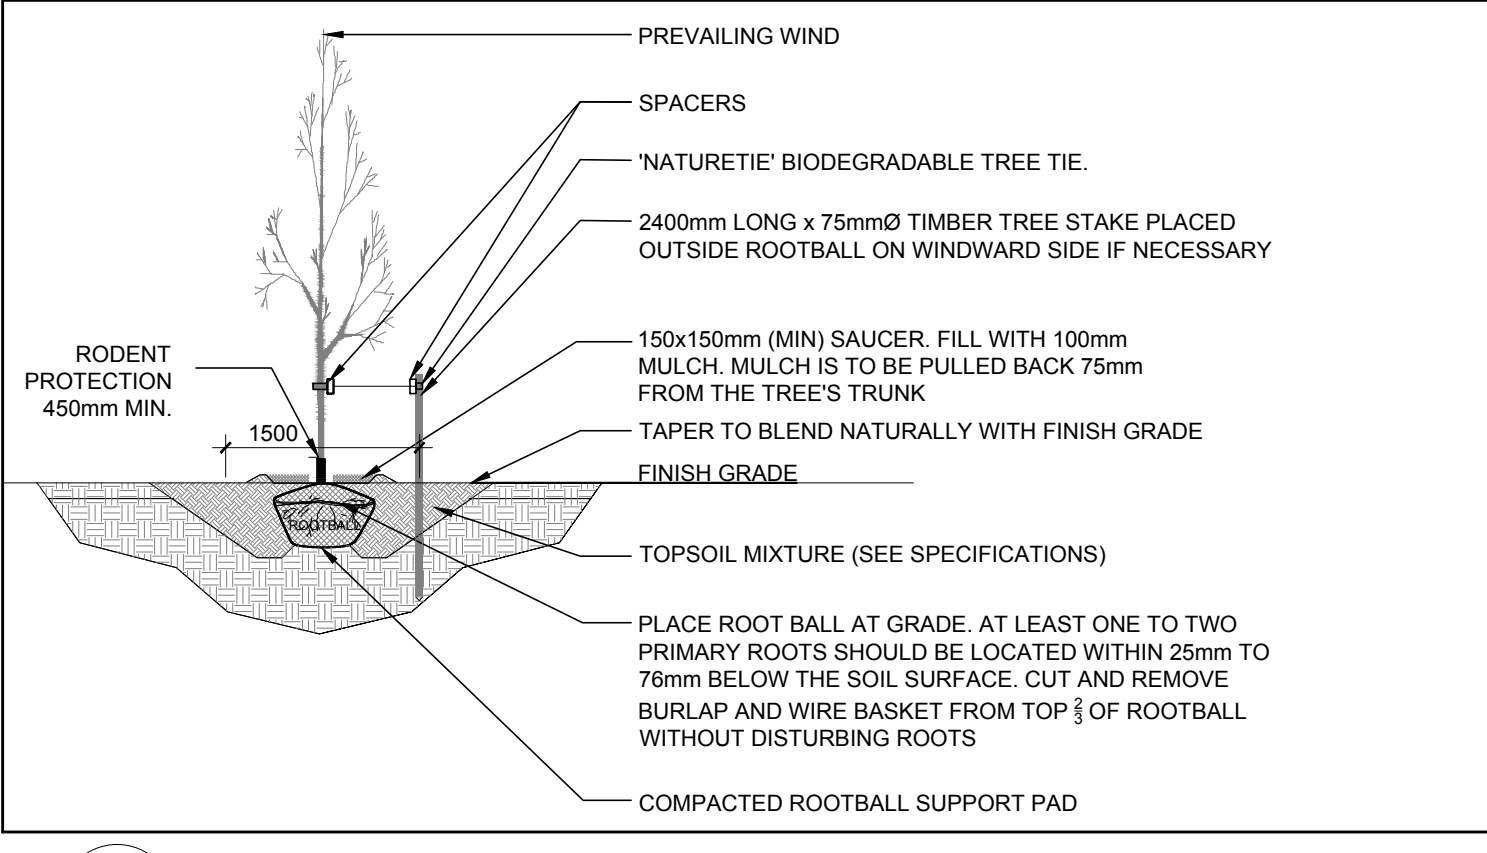 PREVAILING WIND
SPACERS
'NATURETIE' BIODEGRADABLE TREE TIE.
2400mm LONG x 75mmØ TIMBER TREE STAKE PLACED
OUTSIDE ROOTBALL ON WINDWARD SIDE IF NECESSARY
150x150mm (MIN) SAUCER. FILL WITH 100mm
MULCH. MULCH IS TO BE PULLED BACK 75mm
FROM THE TREE'S TRUNK
RODENT
PROTECTION
450mm MIN.
1500
TAPER TO BLEND NATURALLY WITH FINISH GRADE
FINISH GRADE
ROOTBALL
TOPSOIL MIXTURE (SEE SPECIFICATIONS)
PLACE ROOT BALL AT GRADE. AT LEAST ONE TO TWO
PRIMARY ROOTS SHOULD BE LOCATED WITHIN 25mm TO
76mm BELOW THE SOIL SURFACE. CUT AND REMOVE
BURLAP AND WIRE BASKET FROM TOP 2/3 OF ROOTBALL
WITHOUT DISTURBING ROOTS
COMPACTED ROOTBALL SUPPORT PAD